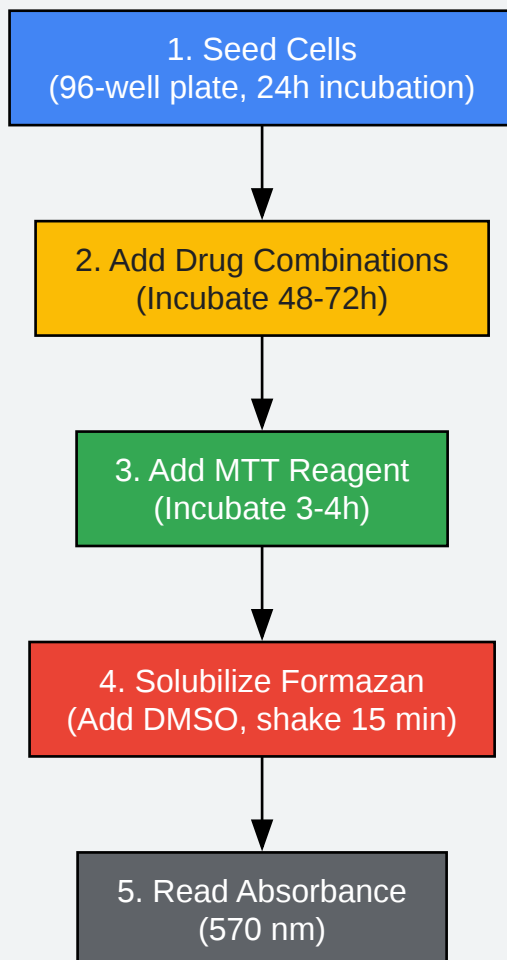 1. Seed Cells
(96-well plate, 24h incubation)
2. Add Drug Combinations
(Incubate 48-72h)
3. Add MTT Reagent
(Incubate 3-4h)
4. Solubilize Formazan
(Add DMSO, shake 15 min)
5. Read Absorbance
(570 nm)